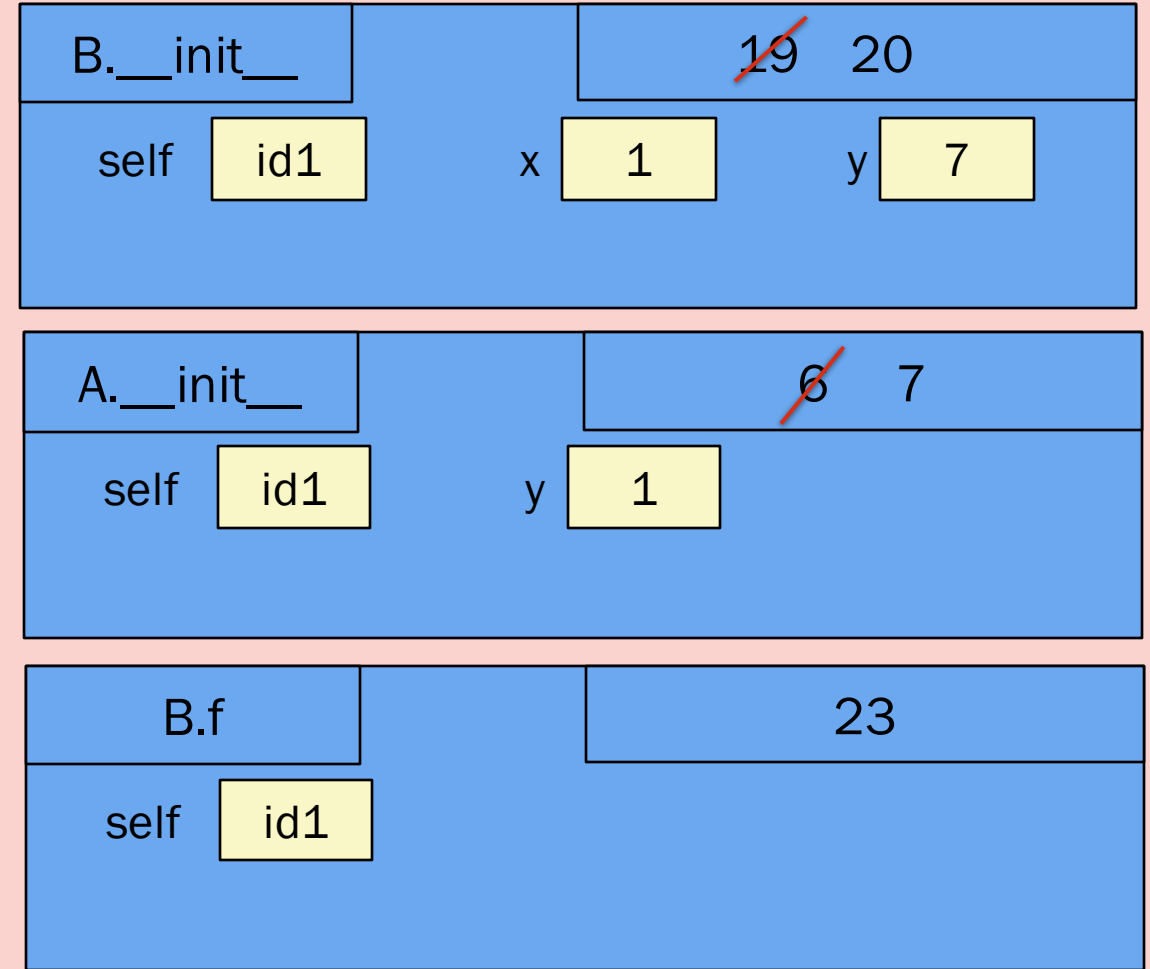 B.__init__ 19 20
self id1 x 1 y 7
A.__init__ 6 7
self id1 y 1
B.f 23
self id1